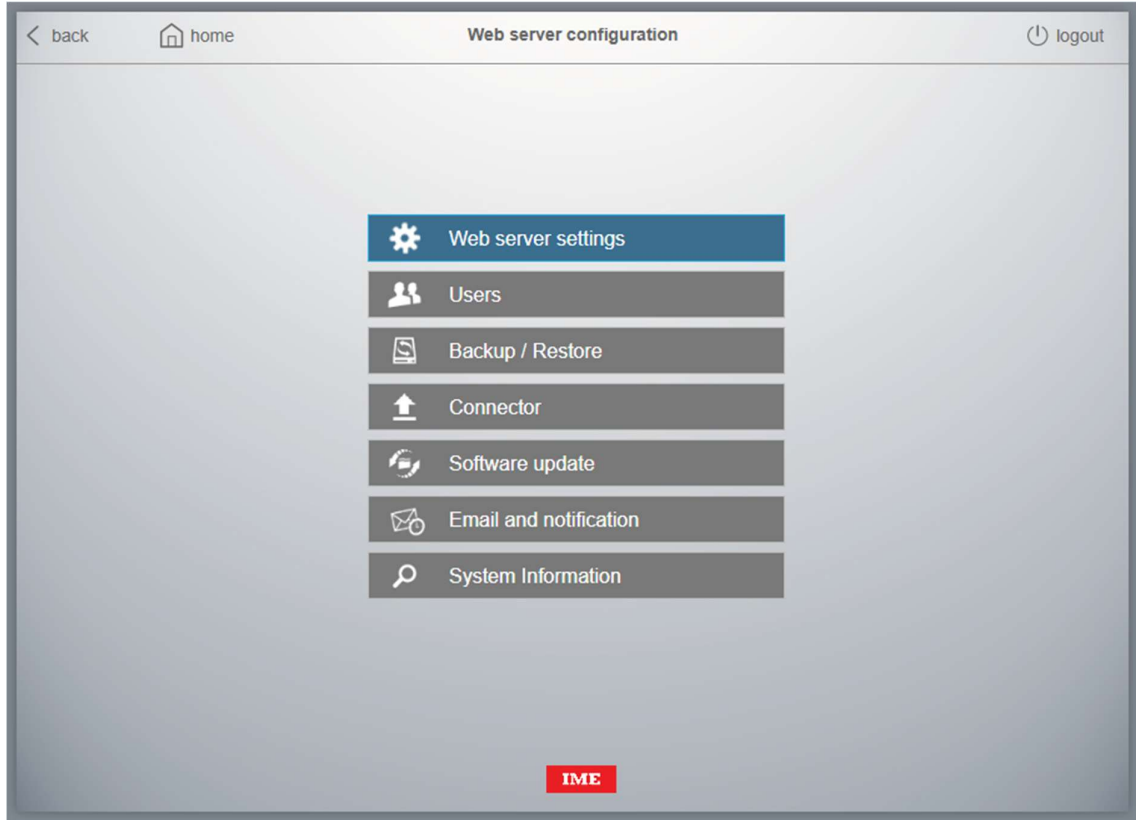 back home Web server configuration logout
Web server settings
Users
Backup / Restore
Connector
Software update
Email and notification
System Information
IME